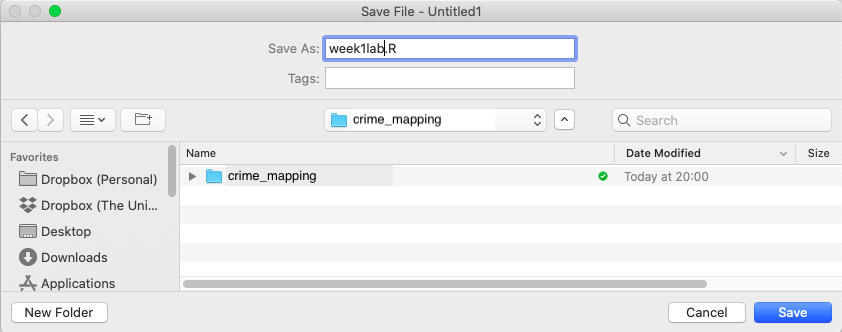 Save File - Untitled1
Save As: week1lab.R
Tags:
crime_mapping
Search
Favorites
Name Date Modified Size
Dropbox (Personal)
crime_mapping Today at 20:00
Dropbox (The Uni...
Desktop
Downloads
Applications
New Folder Cancel Save